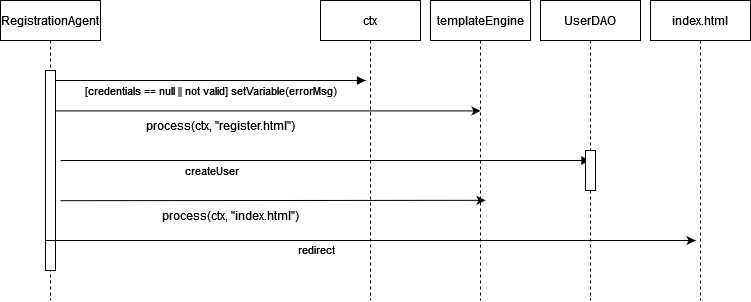 RegistrationAgent
ctx
templateEngine
UserDAO
index.html
[credentials == null || not valid] setVariable(errorMsg)
process(ctx, "register.html")
createUser
process(ctx, "index.html")
redirect